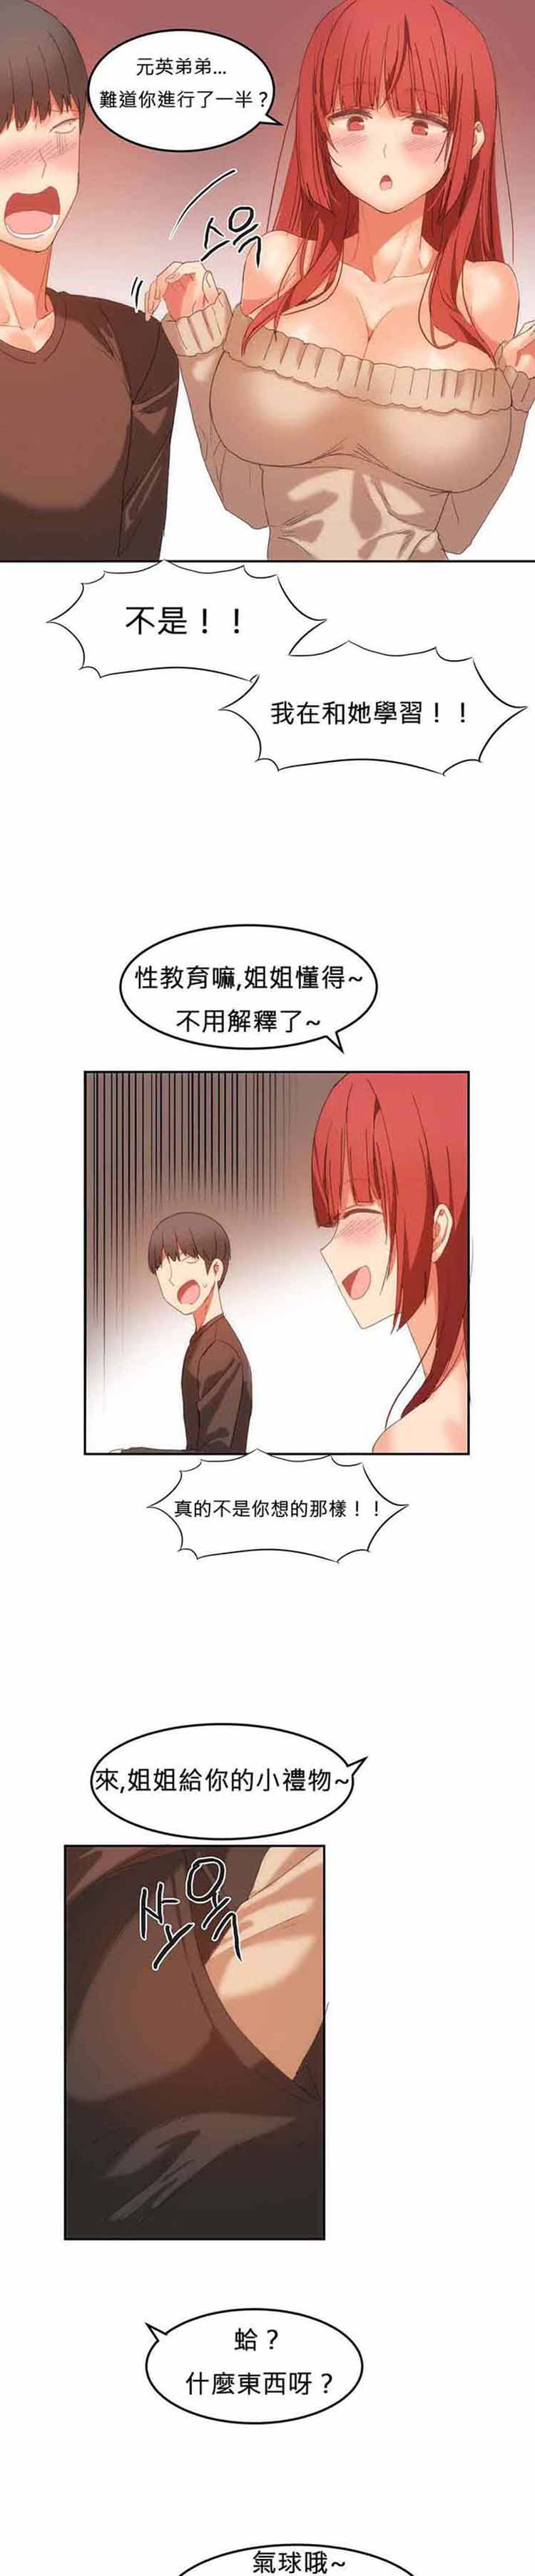 元英弟弟...
難道你進行了一半？
스윽
不是！！
我在和她學習！！
性教育嘛,姐姐懂得~
不用解釋了~
真的不是你想的那樣！！
來,姐姐給你的小禮物~
스윽
蛤？
什麼東西呀？
氣球哦~